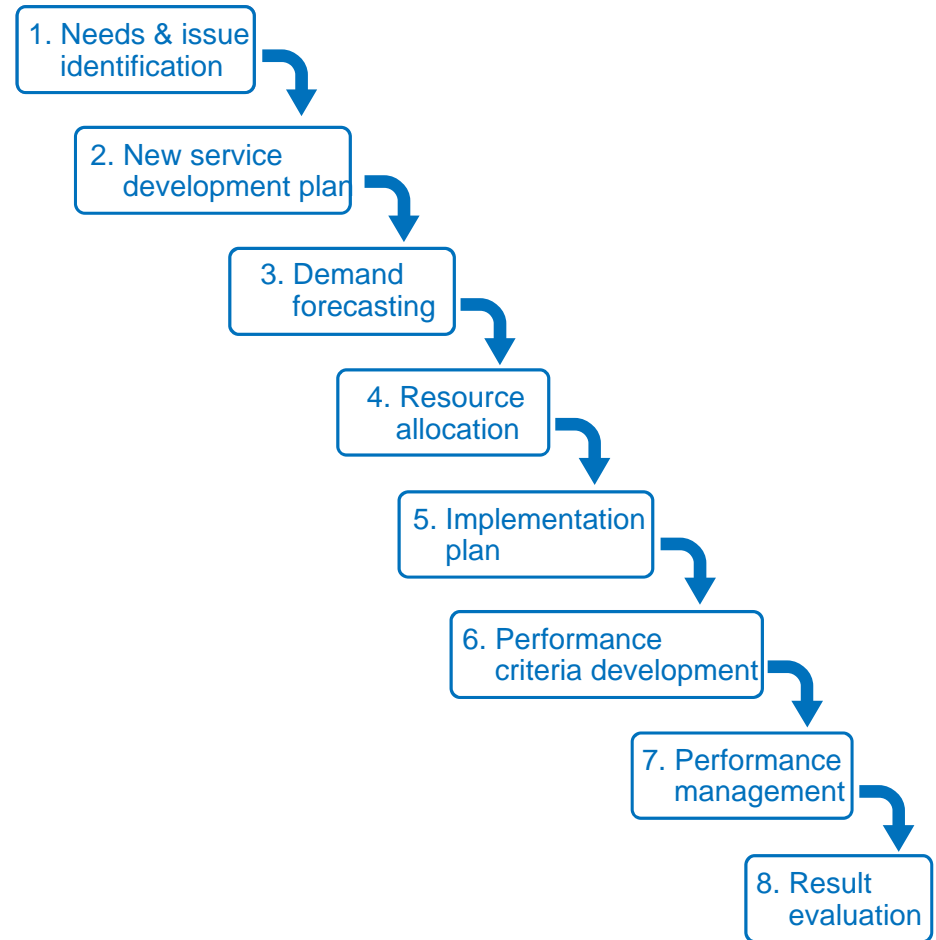 1. Needs & issue
identification
2. New service
development plan
3. Demand
forecasting
4. Resource
allocation
5. Implementation
plan
6. Performance
criteria development
7. Performance
management
8. Result
evaluation